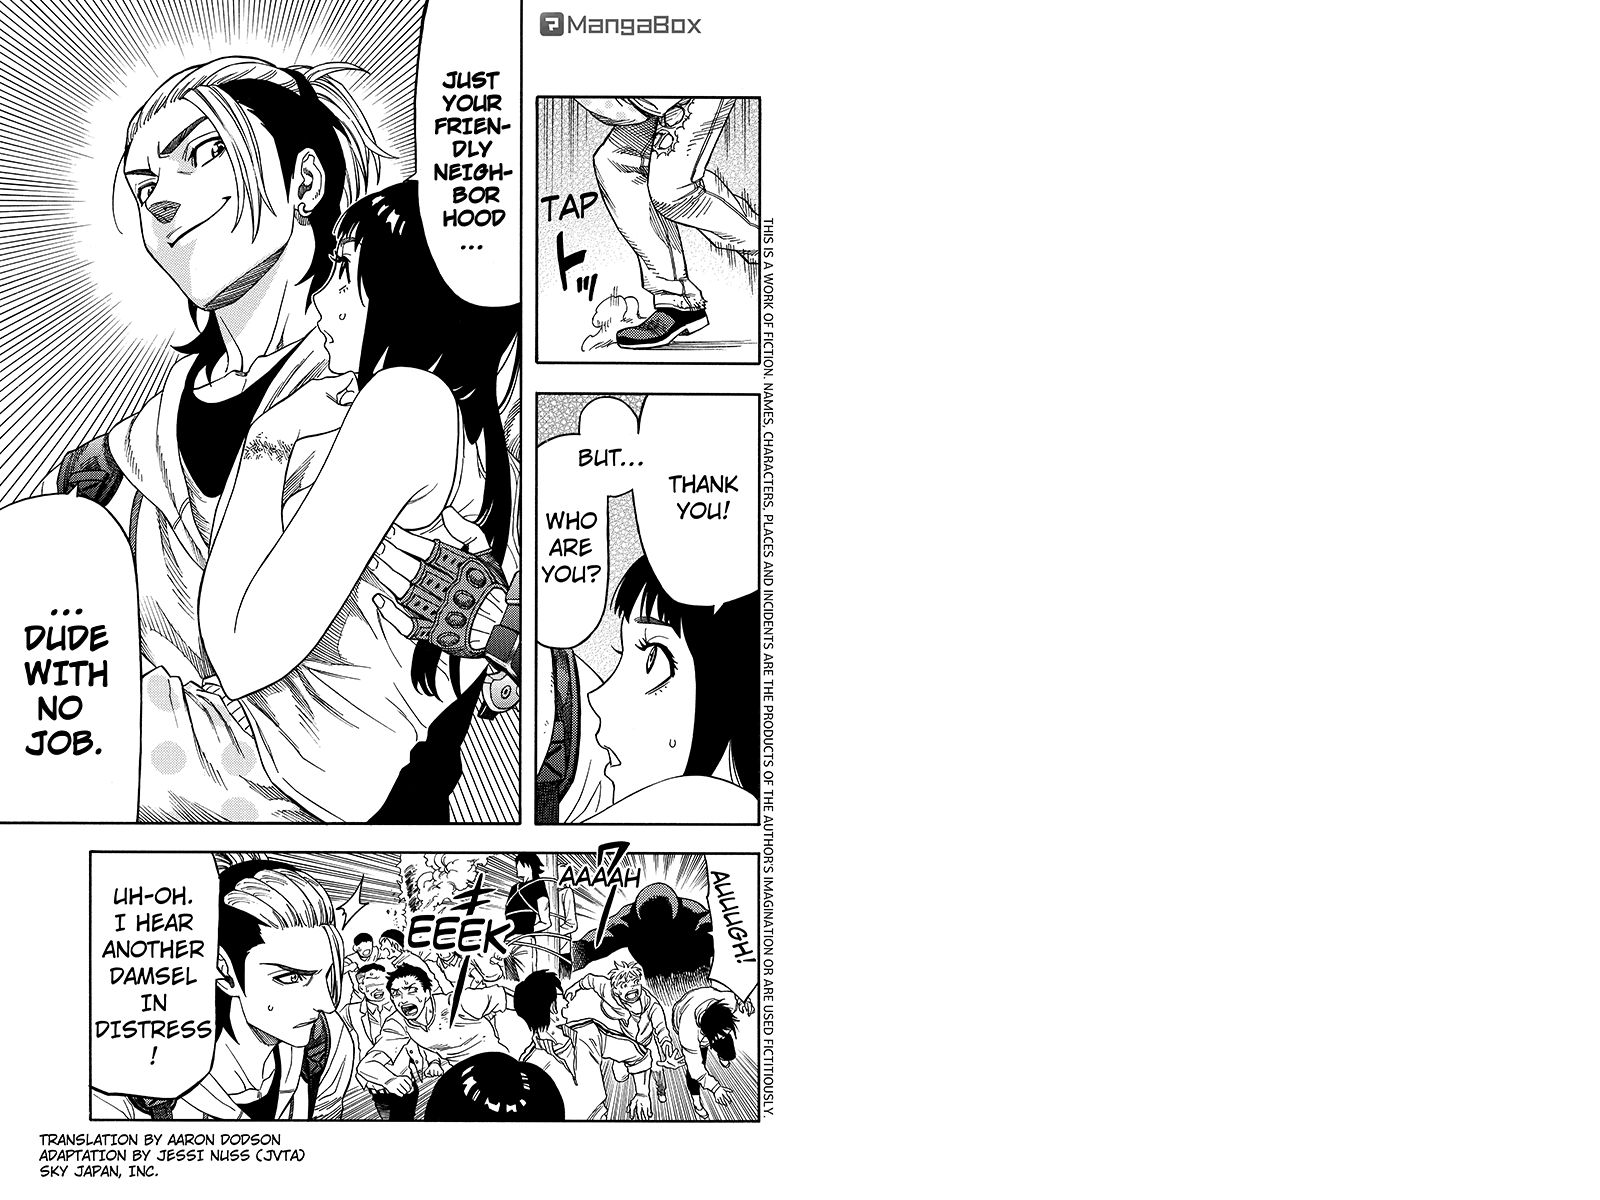 MangaBox
TAP
トッ
THANK
YOU!
BUT...
WHO
ARE
YOU?
JUST
YOUR
FRIEN-
DLY
NEIGH-
BOR
HOOD
...
...
DUDE
WITH
NO
JOB.
AUUUGH!
ワ
AAAAH
キ
EEEK
UH-OH.
I HEAR
ANOTHER
DAMSEL
IN
DISTRESS
!
THIS IS A WORK OF FICTION. NAMES, CHARACTERS, PLACES AND INCIDENTS ARE THE PRODUCTS OF THE AUTHOR'S IMAGINATION OR ARE USED FICTITIOUSLY.
TRANSLATION BY AARON DODSON
ADAPTATION BY JESSI NUSS (JVTA)
SKY JAPAN, INC.